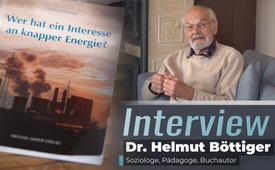 Wer hat ein Interesse
an knapper Energie?
Interview
Dr. Helmut Böttiger
Soziologe, Pädagoge, Buchautor